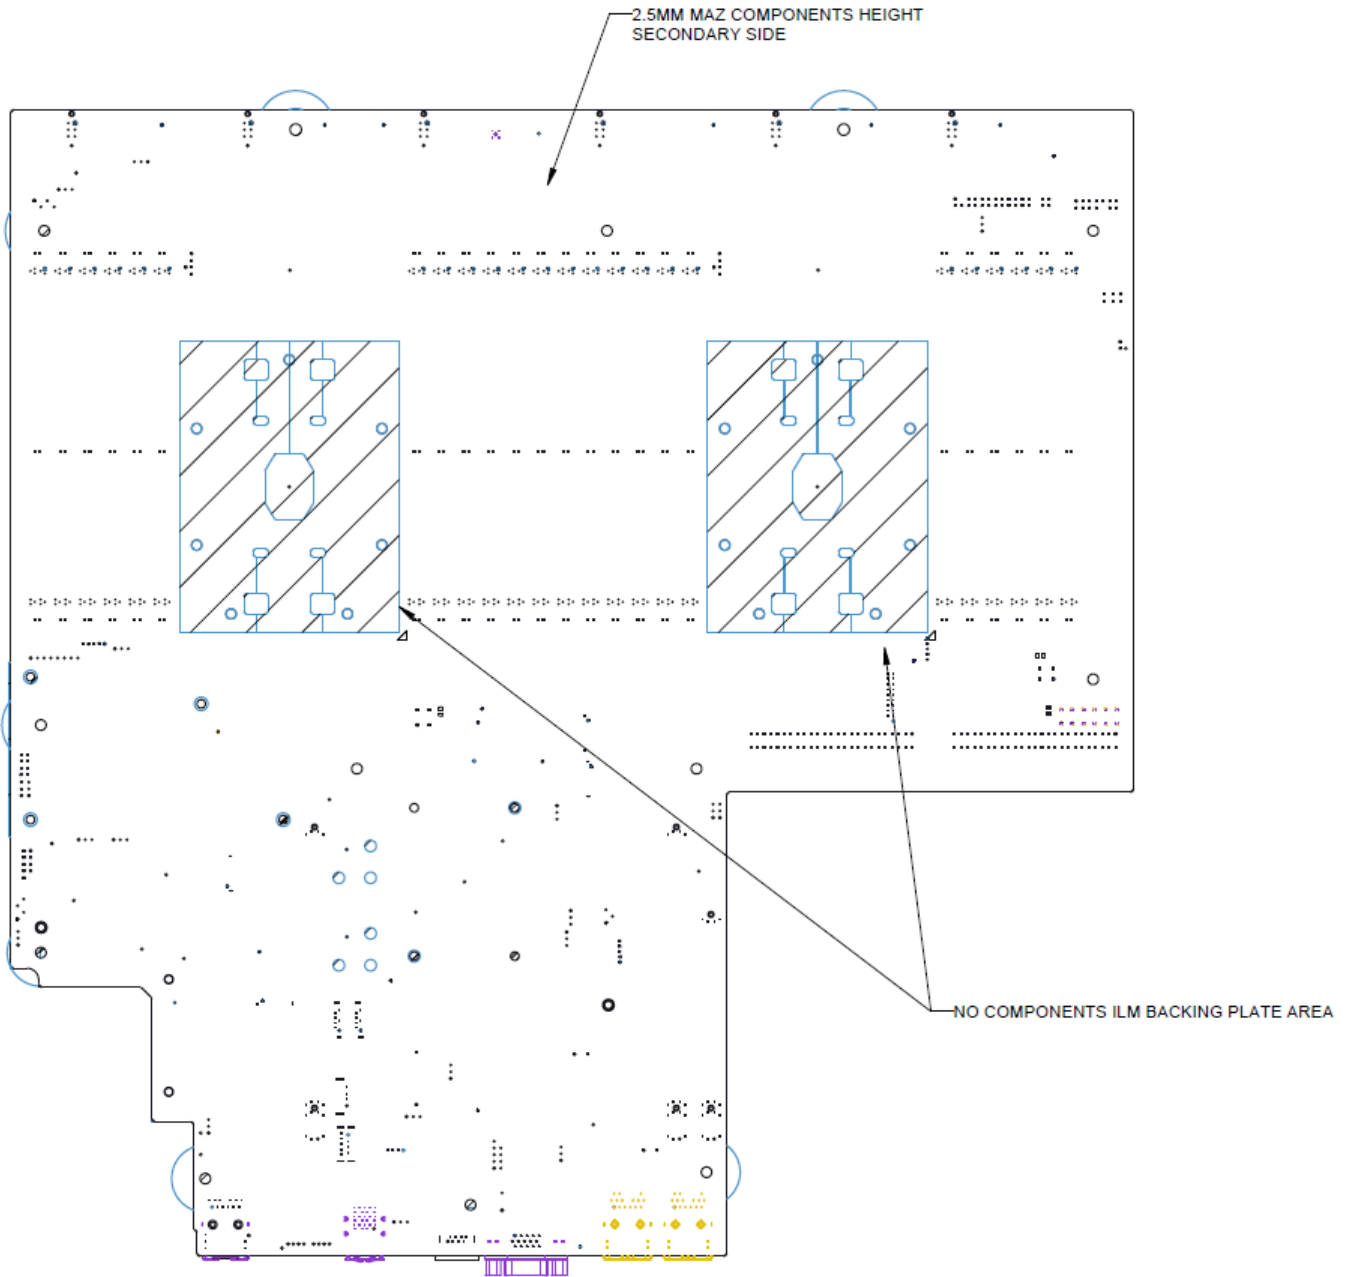 2.5MM MAZ COMPONENTS HEIGHT
SECONDARY SIDE
NO COMPONENTS ILM BACKING PLATE AREA